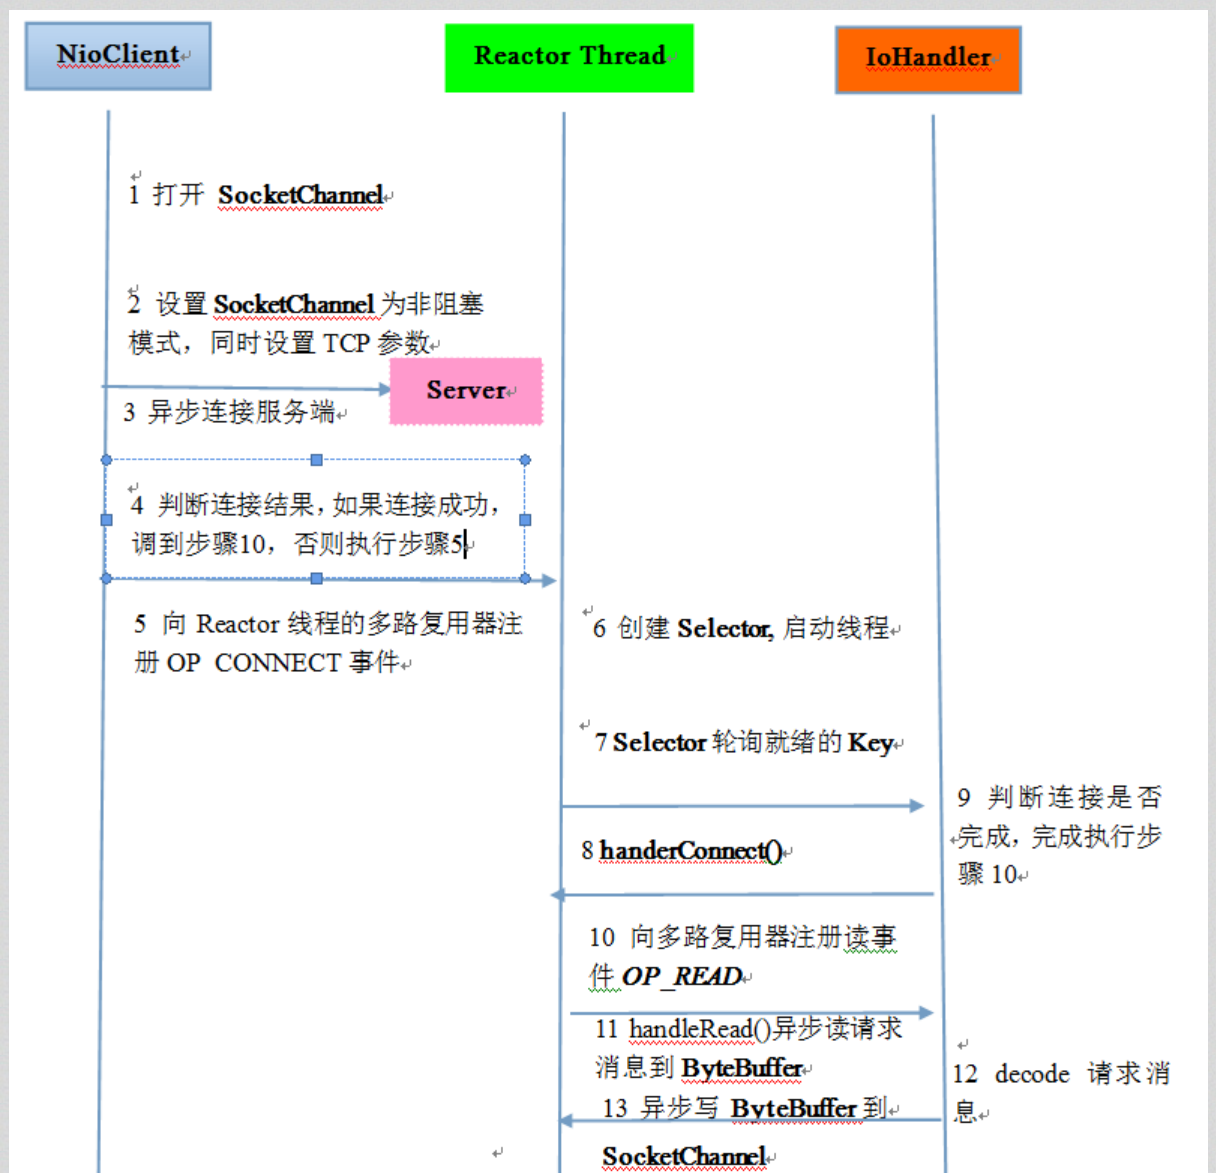 NioClient
Reactor Thread
IoHandler
1 打开 SocketChannel
2 设置 SocketChannel 为非阻塞
模式，同时设置 TCP 参数
Server
3 异步连接服务端
4 判断连接结果，如果连接成功，
调到步骤10，否则执行步骤5
5 向 Reactor 线程的多路复用器注
册 OP_CONNECT 事件
6 创建 Selector, 启动线程
7 Selector 轮询就绪的 Key
8 handerConnect()
9 判断连接是否
完成，完成执行步
骤 10
10 向多路复用器注册读事
件 OP_READ
11 handleRead()异步读请求
消息到 ByteBuffer
12 decode 请求消
息
13 异步写 ByteBuffer 到
SocketChannel